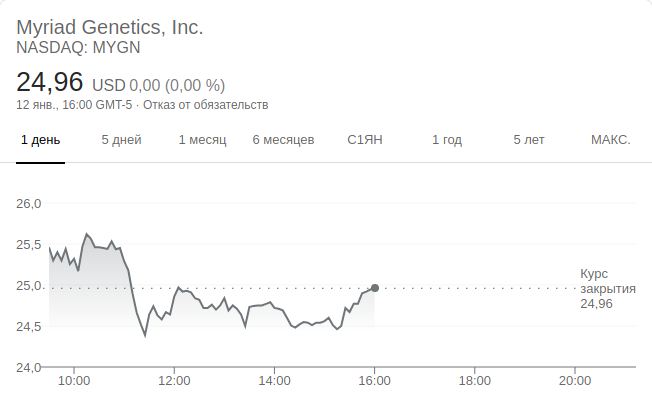 Myriad Genetics, Inc.
NASDAQ: MYGN
24,96 USD 0,00 (0,00 %)
12 янв., 16:00 GMT-5 · Отказ от обязательств
1 день 5 дней 1 месяц 6 месяцев С1ЯН 1 год 5 лет МАКС.
26,0
25,5
25,0
24,5
24,0
Курс
закрытия
24,96
10:00 12:00 14:00 16:00 18:00 20:00